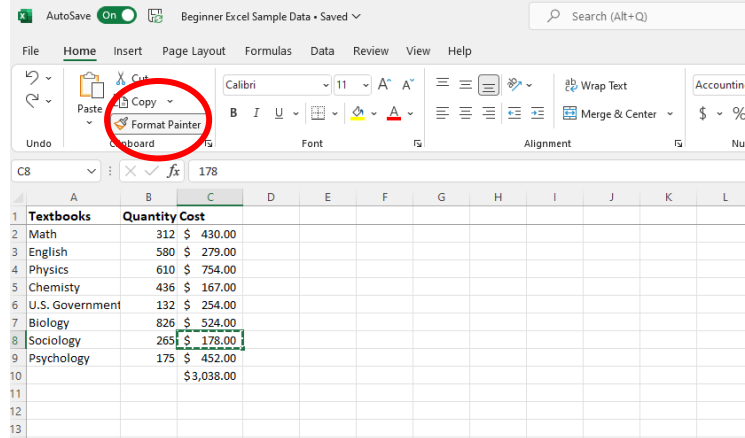 AutoSave On Beginner Excel Sample Data • Saved Search (Alt+Q)
File Home Insert Page Layout Formulas Data Review View Help
Cut Calibri 11 A A Wrap Text Accountin
Paste Copy B I U A Merge & Center $ %
Format Painter
Undo Clipboard Font Alignment Nu
C8 fx 178
A B C D E F G H I J K L
1 Textbooks Quantity Cost
2 Math 312 $ 430.00
3 English 580 $ 279.00
4 Physics 610 $ 754.00
5 Chemisty 436 $ 167.00
6 U.S. Government 132 $ 254.00
7 Biology 826 $ 524.00
8 Sociology 265 $ 178.00
9 Psychology 175 $ 452.00
10 $3,038.00
11
12
13